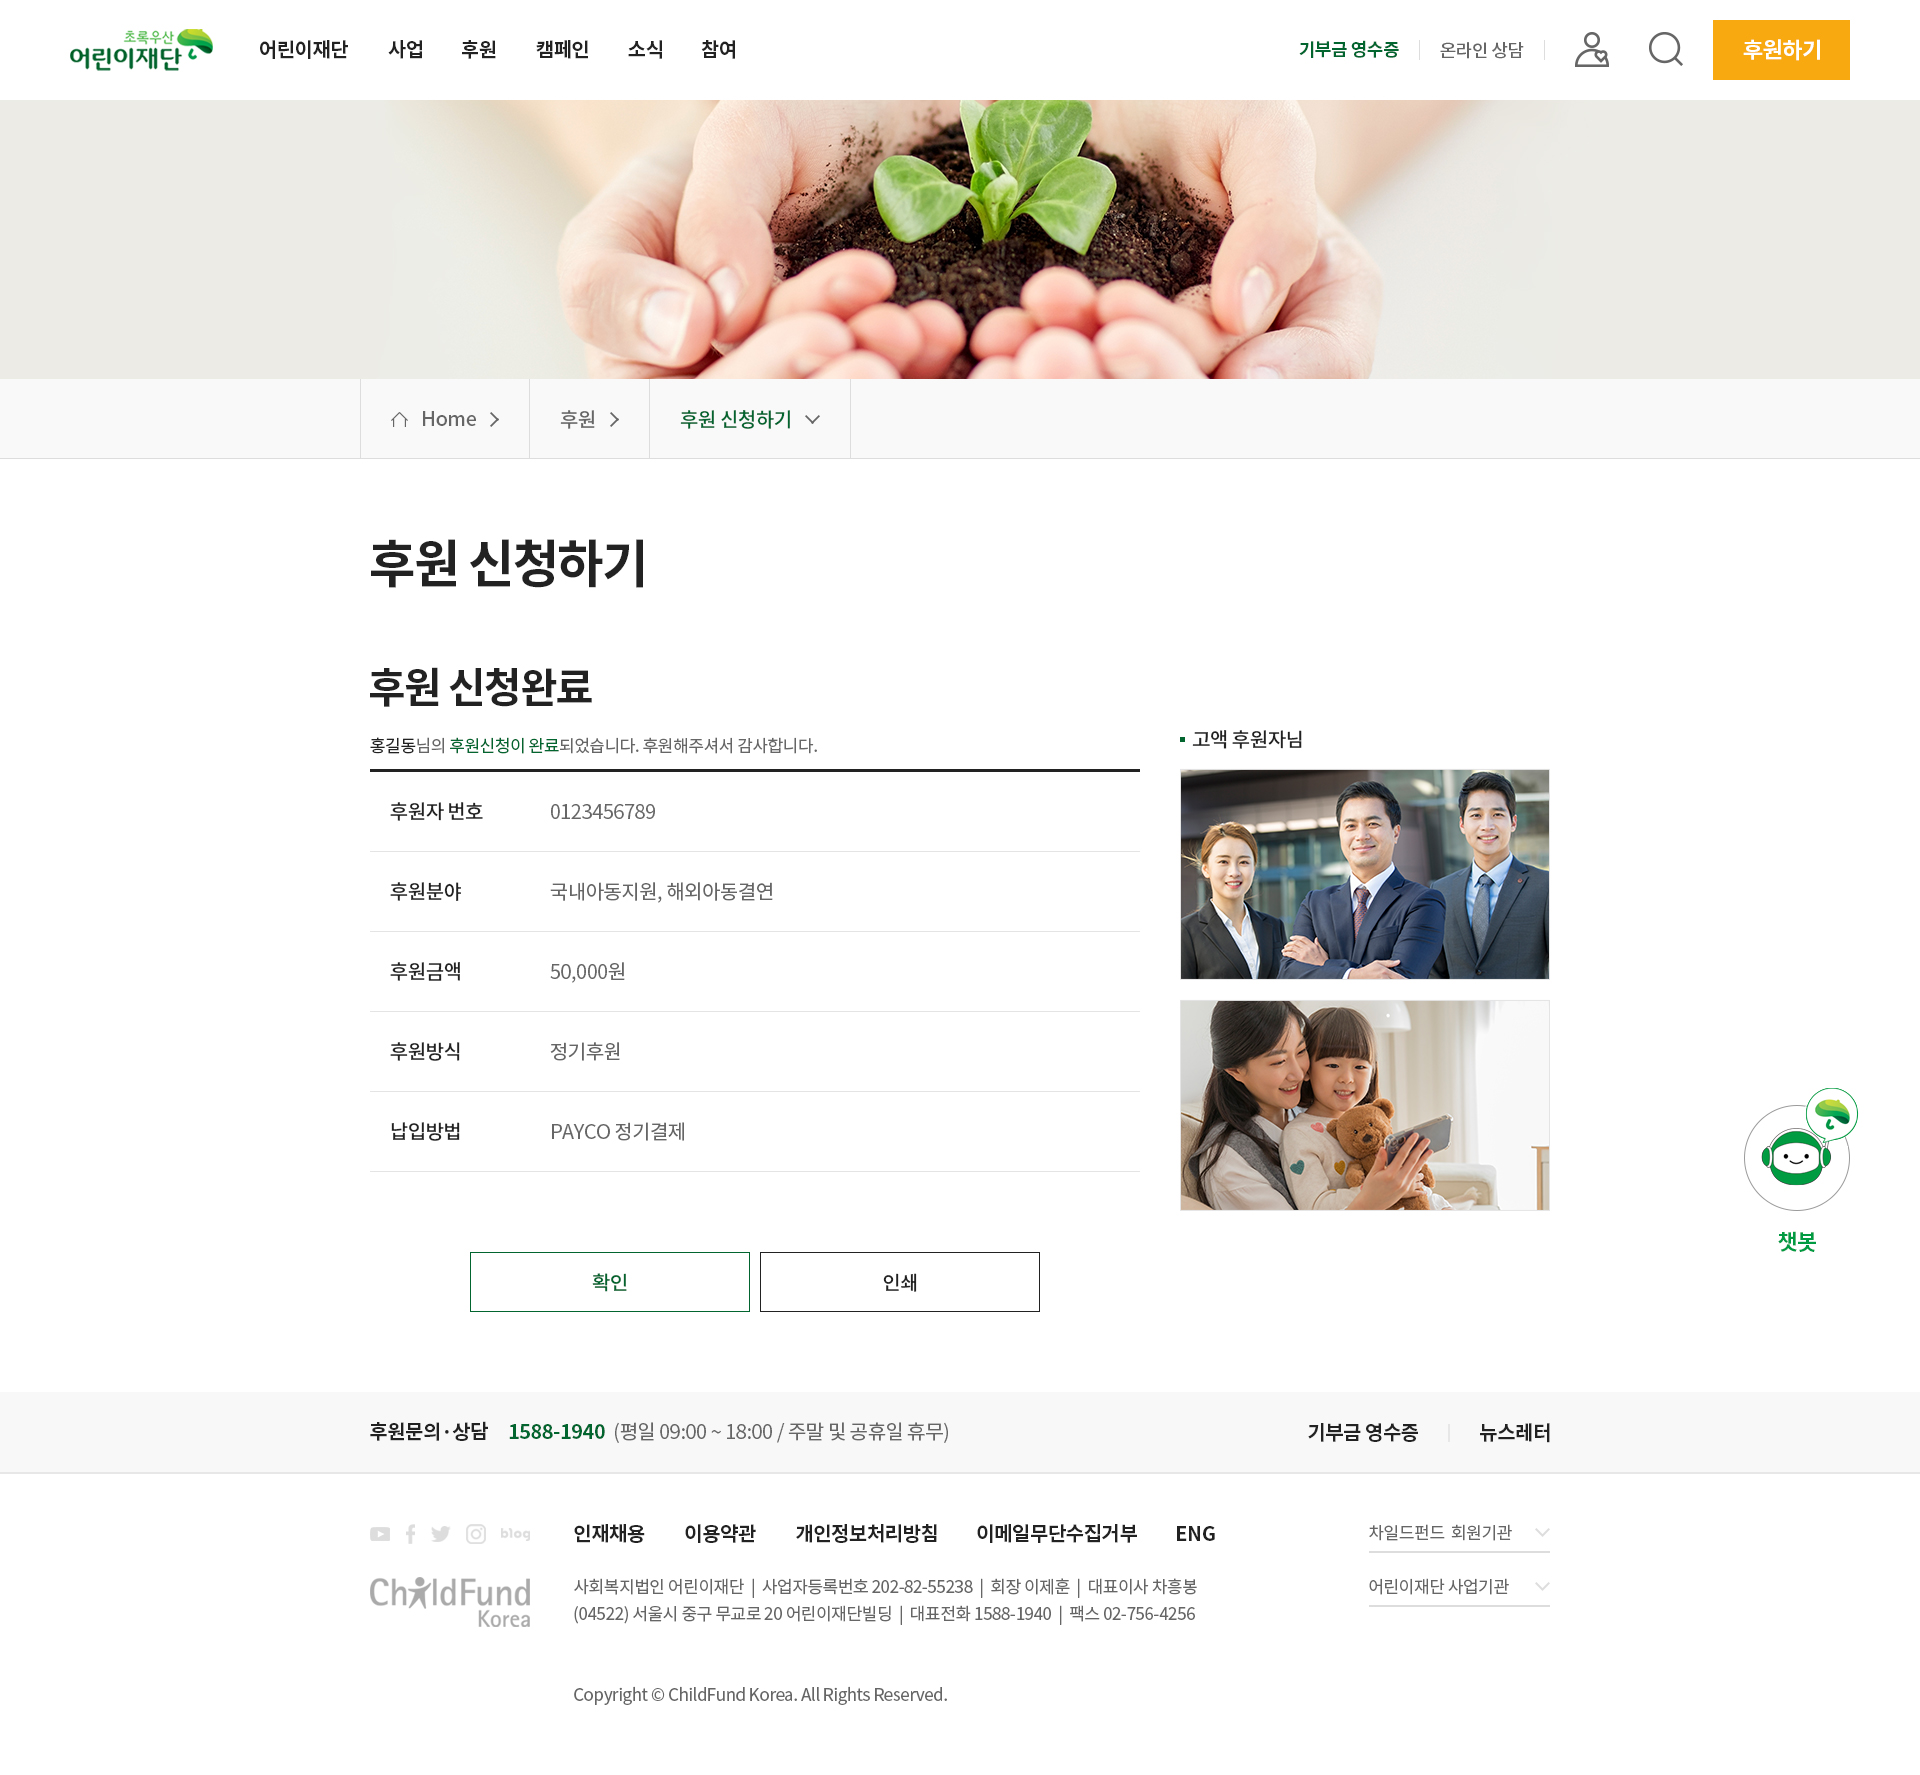 초록우산
어린이재단
어린이재단 사업 후원 캠페인 소식 참여
기부금 영수증 온라인 상담 후원하기
Home 후원 후원 신청하기
후원 신청하기
후원 신청완료
홍길동님의 후원신청이 완료되었습니다. 후원해주셔서 감사합니다.
후원자 번호 0123456789
후원분야 국내아동지원, 해외아동결연
후원금액 50,000원
후원방식 정기후원
납입방법 PAYCO 정기결제
확인 인쇄
고액 후원자님
챗봇
후원문의·상담 1588-1940 (평일 09:00 ~ 18:00 / 주말 및 공휴일 휴무)
기부금 영수증 뉴스레터
blog
ChildFund
Korea
인재채용 이용약관 개인정보처리방침 이메일무단수집거부 ENG
사회복지법인 어린이재단 | 사업자등록번호 202-82-55238 | 회장 이제훈 | 대표이사 차흥봉
(04522) 서울시 중구 무교로 20 어린이재단빌딩 | 대표전화 1588-1940 | 팩스 02-756-4256
Copyright © ChildFund Korea. All Rights Reserved.
차일드펀드 회원기관
어린이재단 사업기관